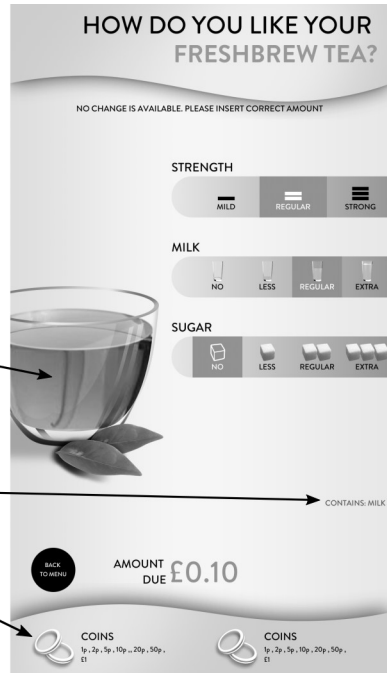 HOW DO YOU LIKE YOUR
FRESHBREW TEA?
NO CHANGE IS AVAILABLE. PLEASE INSERT CORRECT AMOUNT
STRENGTH
MILD REGULAR STRONG
MILK
NO LESS REGULAR EXTRA
SUGAR
NO LESS REGULAR EXTRA
CONTAINS: MILK
BACK
TO MENU
AMOUNT
DUE £0.10
COINS
1p , 2p , 5p , 10p ,, 20p , 50p ,
£1
COINS
1p , 2p , 5p , 10p , 20p , 50p ,
£1